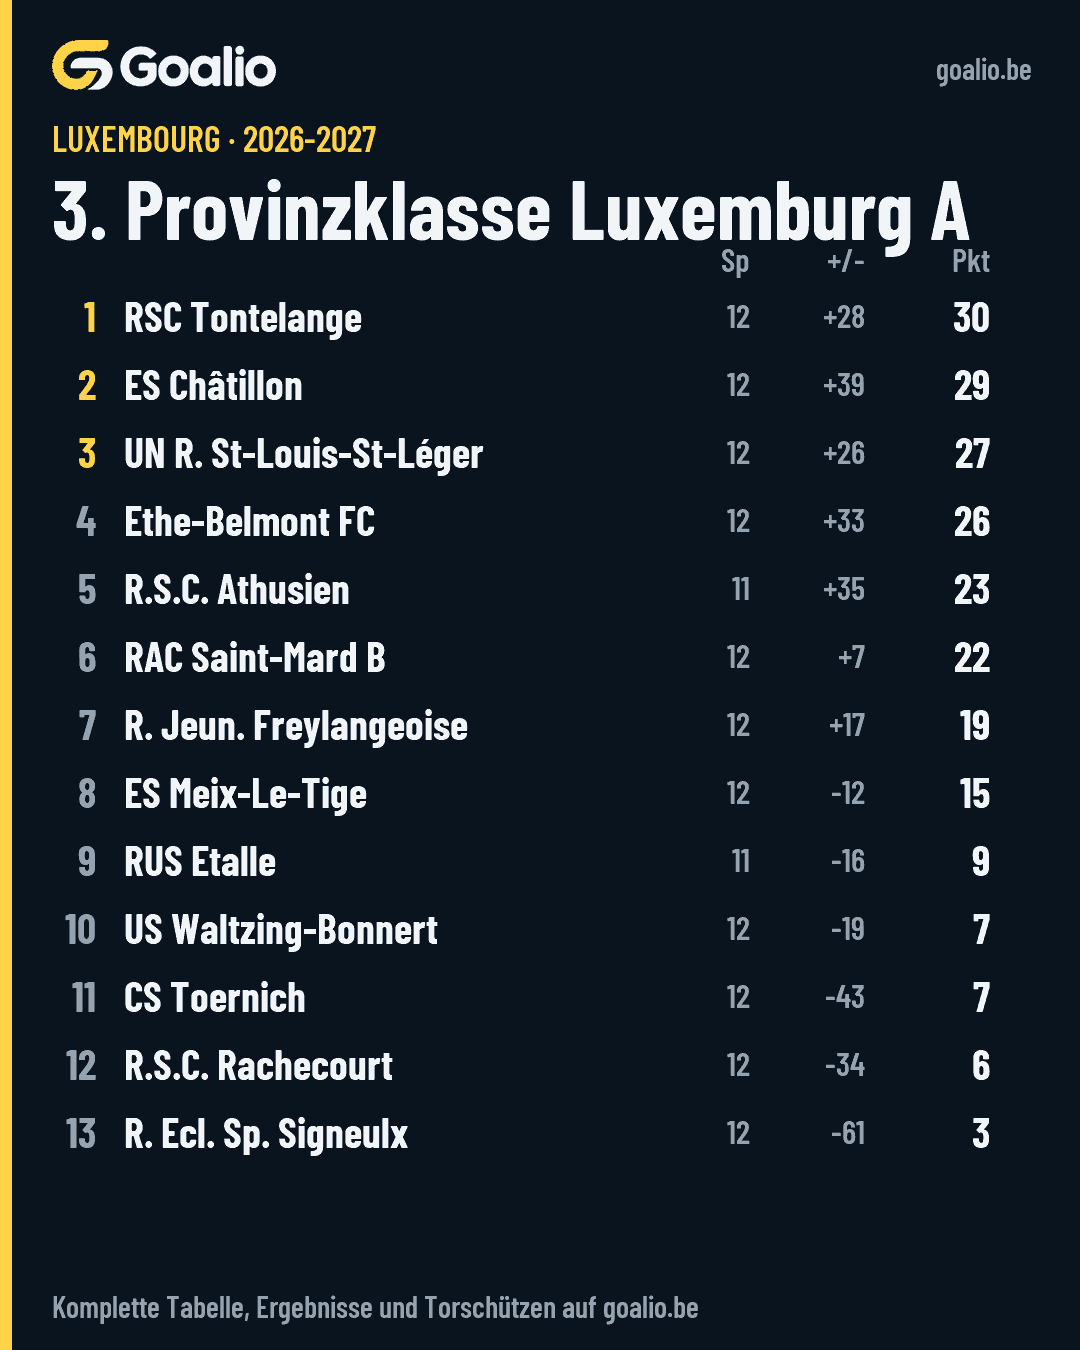 Goalio
goalio.be
LUXEMBOURG · 2026-2027
3. Provinzklasse Luxemburg A
Sp +/- Pkt
1 RSC Tontelange 12 +28 30
2 ES Châtillon 12 +39 29
3 UN R. St-Louis-St-Léger 12 +26 27
4 Ethe-Belmont FC 12 +33 26
5 R.S.C. Athusien 11 +35 23
6 RAC Saint-Mard B 12 +7 22
7 R. Jeun. Freylangeoise 12 +17 19
8 ES Meix-Le-Tige 12 -12 15
9 RUS Etalle 11 -16 9
10 US Waltzing-Bonnert 12 -19 7
11 CS Toernich 12 -43 7
12 R.S.C. Rachecourt 12 -34 6
13 R. Ecl. Sp. Signeulx 12 -61 3
Komplette Tabelle, Ergebnisse und Torschützen auf goalio.be